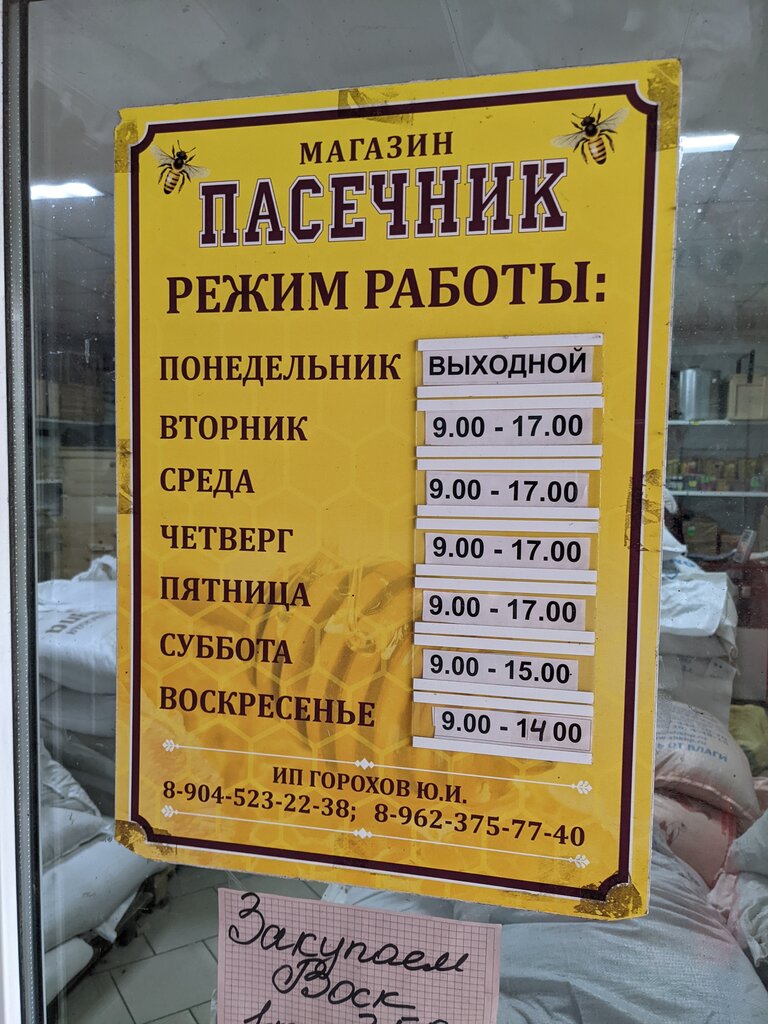 МАГАЗИН
ПАСЕЧНИК
РЕЖИМ РАБОТЫ:
ПОНЕДЕЛЬНИК ВЫХОДНОЙ
ВТОРНИК 9.00 - 17.00
СРЕДА 9.00 - 17.00
ЧЕТВЕРГ 9.00 - 17.00
ПЯТНИЦА 9.00 - 17.00
СУББОТА 9.00 - 15.00
ВОСКРЕСЕНЬЕ 9.00 - 14 00
ИП ГОРОХОВ Ю.И.
8-904-523-22-38; 8-962-375-77-40
Закупаем
Воск
ОТ ВЛАГИ